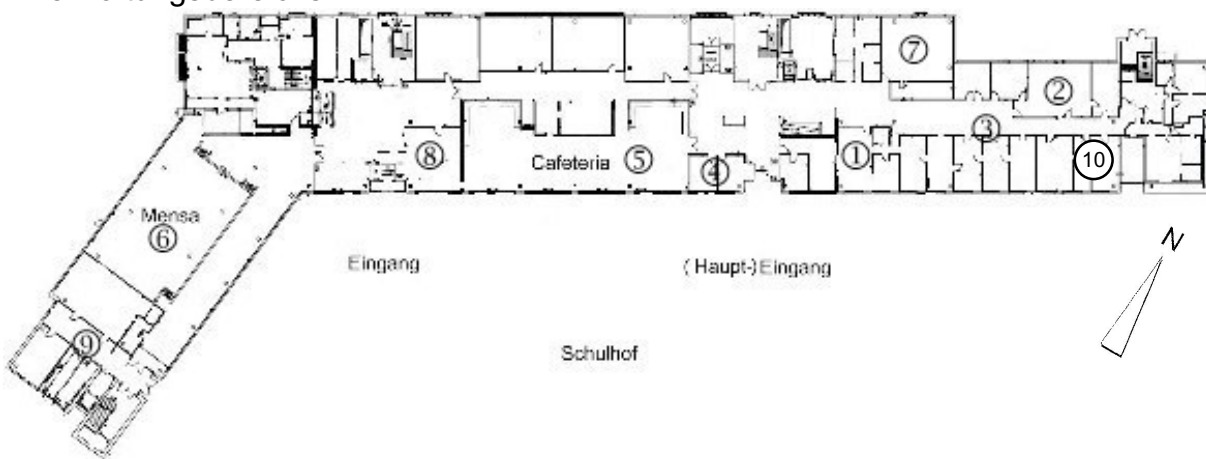 ⑦
②
③
⑧
Cafeteria ⑤
④
①
⑩
Mensa
⑥
N
Eingang
( Haupt-)Eingang
⑨
Schulhof